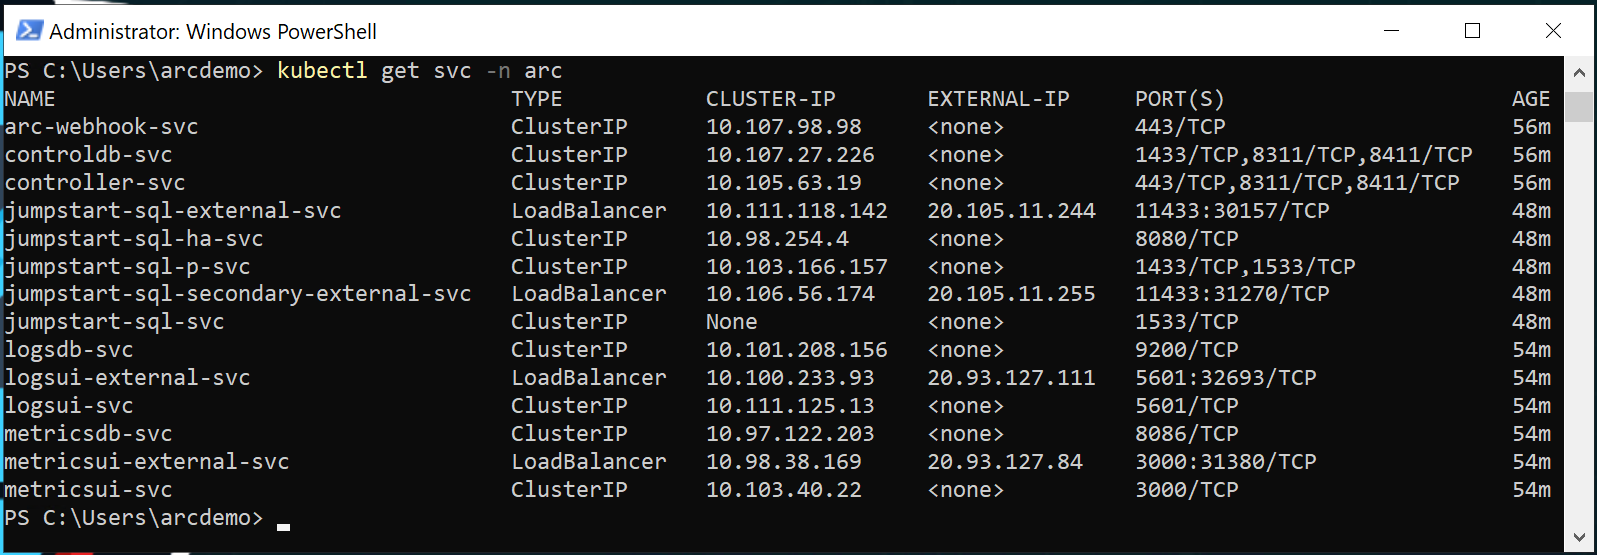 Administrator: Windows PowerShell
PS C:\Users\arcdemo> kubectl get svc -n arc
NAME TYPE CLUSTER-IP EXTERNAL-IP PORT(S) AGE
arc-webhook-svc ClusterIP 10.107.98.98 <none> 443/TCP 56m
controldb-svc ClusterIP 10.107.27.226 <none> 1433/TCP,8311/TCP,8411/TCP 56m
controller-svc ClusterIP 10.105.63.19 <none> 443/TCP,8311/TCP,8411/TCP 56m
jumpstart-sql-external-svc LoadBalancer 10.111.118.142 20.105.11.244 11433:30157/TCP 48m
jumpstart-sql-ha-svc ClusterIP 10.98.254.4 <none> 8080/TCP 48m
jumpstart-sql-p-svc ClusterIP 10.103.166.157 <none> 1433/TCP,1533/TCP 48m
jumpstart-sql-secondary-external-svc LoadBalancer 10.106.56.174 20.105.11.255 11433:31270/TCP 48m
jumpstart-sql-svc ClusterIP None <none> 1533/TCP 48m
logsdb-svc ClusterIP 10.101.208.156 <none> 9200/TCP 54m
logsui-external-svc LoadBalancer 10.100.233.93 20.93.127.111 5601:32693/TCP 54m
logsui-svc ClusterIP 10.111.125.13 <none> 5601/TCP 54m
metricsdb-svc ClusterIP 10.97.122.203 <none> 8086/TCP 54m
metricsui-external-svc LoadBalancer 10.98.38.169 20.93.127.84 3000:31380/TCP 54m
metricsui-svc ClusterIP 10.103.40.22 <none> 3000/TCP 54m
PS C:\Users\arcdemo>